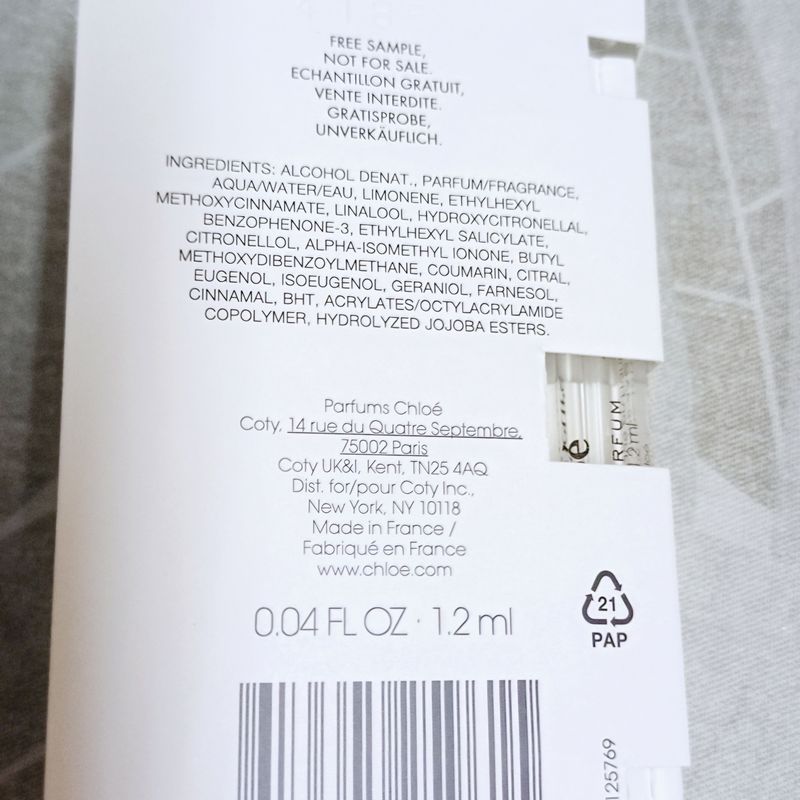 FREE SAMPLE,
NOT FOR SALE.
ECHANTILLON GRATUIT,
VENTE INTERDITE.
GRATISPROBE,
UNVERKÄUFLICH.
INGREDIENTS: ALCOHOL DENAT., PARFUM/FRAGRANCE,
AQUA/WATER/EAU, LIMONENE, ETHYLHEXYL
METHOXYCINNAMATE, LINALOOL, HYDROXYCITRONELLAL,
BENZOPHENONE-3, ETHYLHEXYL SALICYLATE,
CITRONELLOL, ALPHA-ISOMETHYL IONONE, BUTYL
METHOXYDIBENZOYLMETHANE, COUMARIN, CITRAL,
EUGENOL, ISOEUGENOL, GERANIOL, FARNESOL,
CINNAMAL, BHT, ACRYLATES/OCTYLACRYLAMIDE
COPOLYMER, HYDROLYZED JOJOBA ESTERS.
Parfums Chloé
Coty, 14 rue du Quatre Septembre,
75002 Paris
Coty UK&I, Kent, TN25 4AQ
Dist. for/pour Coty Inc.,
New York, NY 10118
Made in France /
Fabriqué en France
www.chloe.com
0.04 FL OZ · 1.2 ml
21
PAP
125769